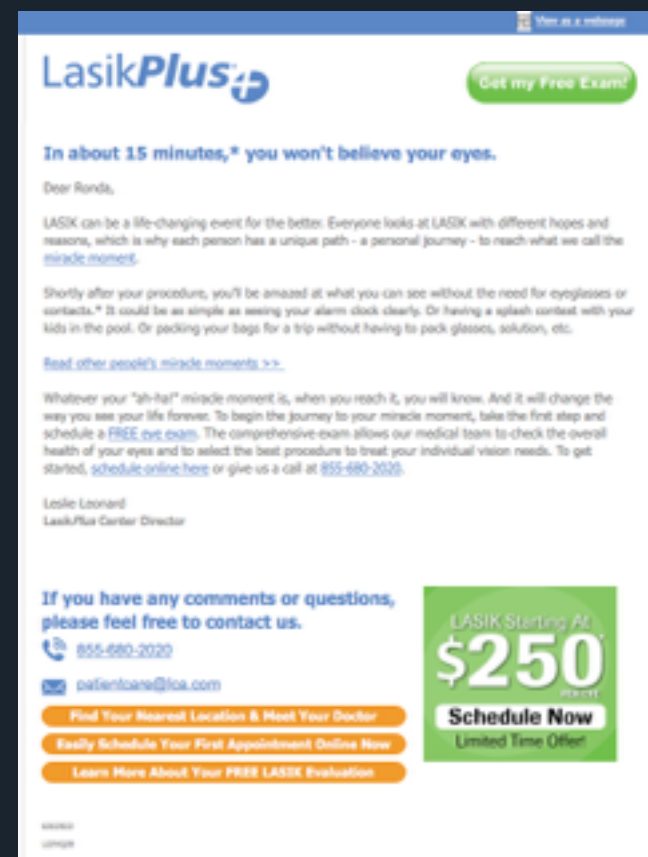 View as a webpage
LasikPlus+
Get my Free Exam!
In about 15 minutes,* you won't believe your eyes.
Dear Ronda,
LASIK can be a life-changing event for the better. Everyone looks at LASIK with different hopes and
reasons, which is why each person has a unique path - a personal journey - to reach what we call the
miracle moment.
Shortly after your procedure, you'll be amazed at what you can see without the need for eyeglasses or
contacts.* It could be as simple as seeing your alarm clock clearly. Or having a splash contest with your
kids in the pool. Or packing your bags for a trip without having to pack glasses, solution, etc.
Read other people's miracle moments >>
Whatever your "ah-ha!" miracle moment is, when you reach it, you will know. And it will change the
way you see your life forever. To begin the journey to your miracle moment, take the first step and
schedule a FREE eye exam. The comprehensive exam allows our medical team to check the overall
health of your eyes and to select the best procedure to treat your individual vision needs. To get
started, schedule online here or give us a call at 855-680-2020.
Leslie Leonard
LasikPlus Center Director
If you have any comments or questions,
please feel free to contact us.
855-680-2020
patientcare@lca.com
Find Your Nearest Location & Meet Your Doctor
Easily Schedule Your First Appointment Online Now
Learn More About Your FREE LASIK Evaluation
LASIK Starting At
$250*
PER EYE
Schedule Now
Limited Time Offer!